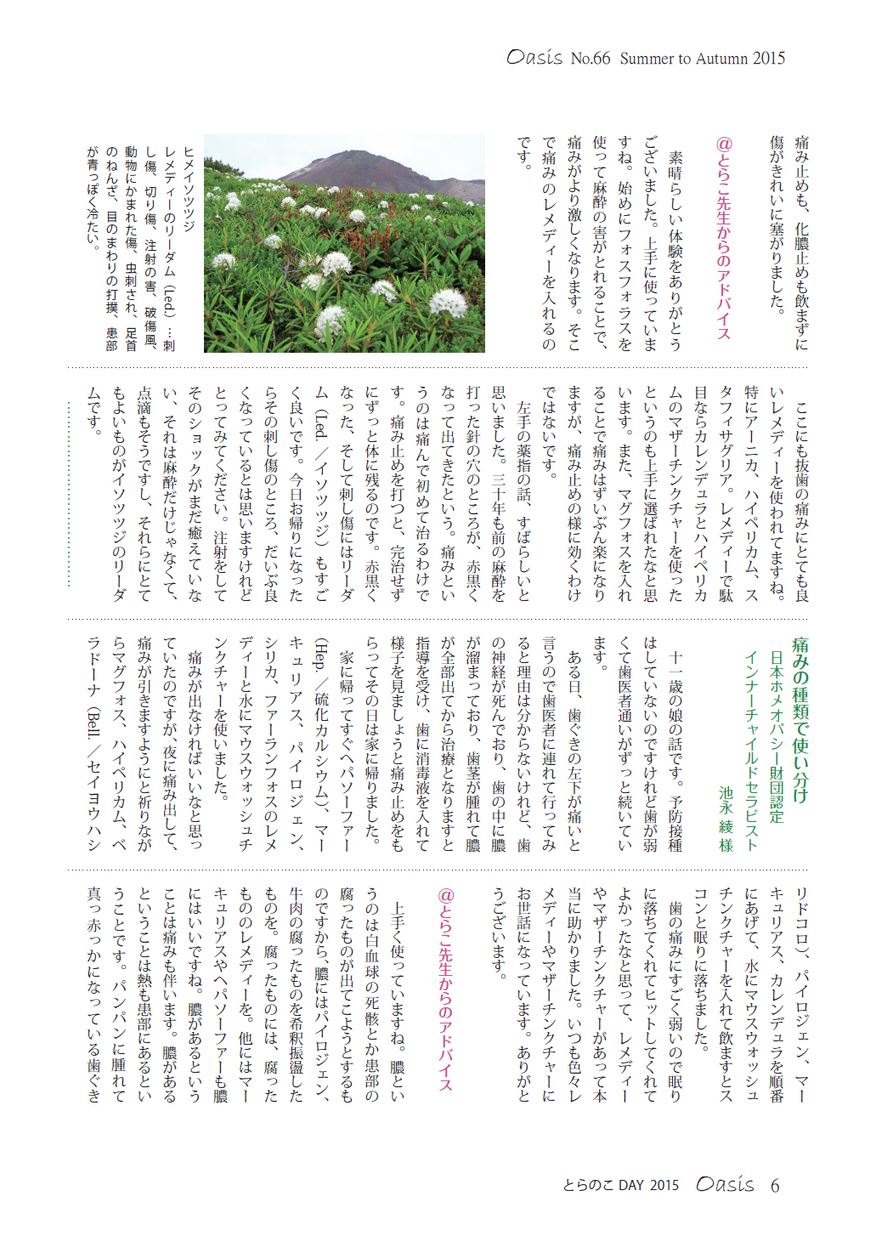 Oasis No.66 Summer to Autumn 2015
痛み止めも、化膿止めも飲まずに
傷がきれいに塞がりました。
@とらこ先生からのアドバイス
素晴らしい体験をありがとう
ございました。上手に使っていま
すね。始めにフォスフォラスを
使って麻酔の害がとれることで、
痛みがより激しくなります。そこ
で痛みのレメディーを入れるの
です。
ヒメイソツツジ
レメディーのリーダム（Led.）…刺
し傷、切り傷、注射の害、破傷風、
動物にかまれた傷、虫刺され、足首
のねんざ、目のまわりの打撲、患部
が青っぽく冷たい。
ここにも抜歯の痛みにとても良
いレメディーを使われてますね。
特にアーニカ、ハイペリカム、ス
タフィサグリア。レメディーで駄
目ならカレンデュラとハイペリカ
ムのマザーチンクチャーを使った
というのも上手に選ばれたなと思
います。また、マグフォスを入れ
ることで痛みはずいぶん楽になり
ますが、痛み止めの様に効くわけ
ではないです。
左手の薬指の話、すばらしいと
思いました。三十年も前の麻酔を
打った針の穴のところが、赤黒く
なって出てきたという。痛みとい
うのは痛んで初めて治るわけで
す。痛み止めを打つと、完治せず
にずっと体に残るのです。赤黒く
なった、そして刺し傷にはリーダ
ム（Led.／イソツツジ）もすご
く良いです。今日お帰りになった
らその刺し傷のところ、だいぶ良
くなっているとは思いますけれど
とってみてください。注射をして
そのショックがまだ癒えていな
い、それは麻酔だけじゃなくて、
点滴もそうですし、それらにとて
もよいものがイソツツジのリーダ
ムです。
痛みの種類で使い分け
日本ホメオパシー財団認定
インナーチャイルドセラピスト
池永 綾 様
十一歳の娘の話です。予防接種
はしていないのですけれど歯が弱
くて歯医者通いがずっと続いてい
ます。
ある日、歯ぐきの左下が痛いと
言うので歯医者に連れて行ってみ
ると理由は分からないけれど、歯
の神経が死んでおり、歯の中に膿
が溜まっており、歯茎が腫れて膿
が全部出てから治療となりますと
指導を受け、歯に消毒液を入れて
様子を見ましょうと痛み止めをも
らってその日は家に帰りました。
家に帰ってすぐヘパソーファー
（Hep.／硫化カルシウム）、マー
キュリアス、パイロジェン、
シリカ、ファーランフォスのレメ
ディーと水にマウスウォッシュチ
ンクチャーを使いました。
痛みが出なければいいなと思っ
ていたのですが、夜に痛み出して、
痛みが引きますようにと祈りなが
らマグフォス、ハイペリカム、ベ
ラドーナ（Bell.／セイヨウハシ
リドコロ）、パイロジェン、マー
キュリアス、カレンデュラを順番
にあげて、水にマウスウォッシュ
チンクチャーを入れて飲ますとス
コンと眠りに落ちました。
歯の痛みにすごく弱いので眠り
に落ちてくれてヒットしてくれて
よかったなと思って、レメディー
やマザーチンクチャーがあって本
当に助かりました。いつも色々レ
メディーやマザーチンクチャーに
お世話になっています。ありがと
うございます。
@とらこ先生からのアドバイス
上手く使っていますね。膿とい
うのは白血球の死骸とか患部の
腐ったものが出てこようとするも
のですから、膿にはパイロジェン、
牛肉の腐ったものを希釈振盪した
ものを。腐ったものには、腐った
もののレメディーを。他にはマー
キュリアスやヘパソーファーも膿
にはいいですね。膿があるという
ことは痛みも伴います。膿がある
ということは熱も患部にあるとい
うことです。パンパンに腫れて
真っ赤っかになっている歯ぐき
とらのこ DAY 2015 Oasis 6